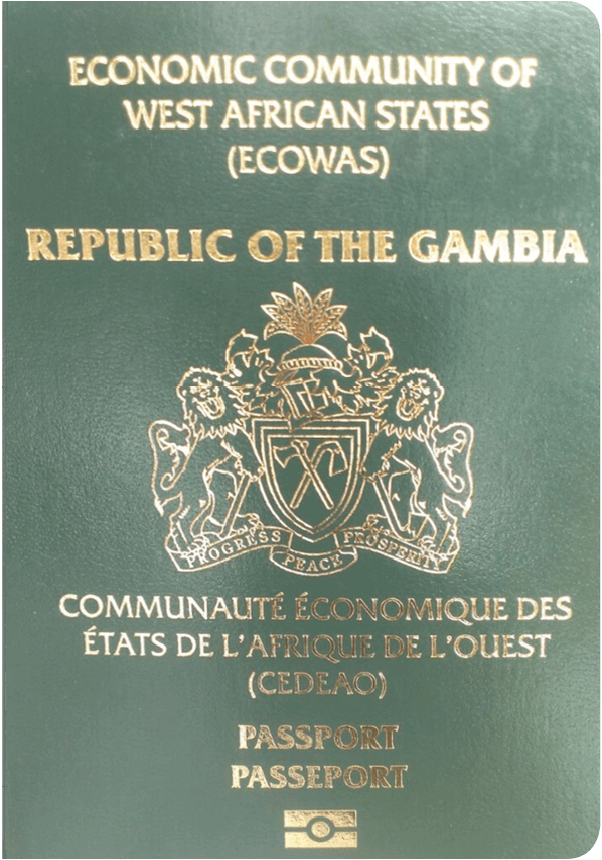 ECONOMIC COMMUNITY OF
WEST AFRICAN STATES
(ECOWAS)
REPUBLIC OF THE GAMBIA
PROGRESS PEACE PROSPERITY
COMMUNAUTÉ ÉCONOMIQUE DES
ÉTATS DE L'AFRIQUE DE L'OUEST
(CEDEAO)
PASSPORT
PASSEPORT